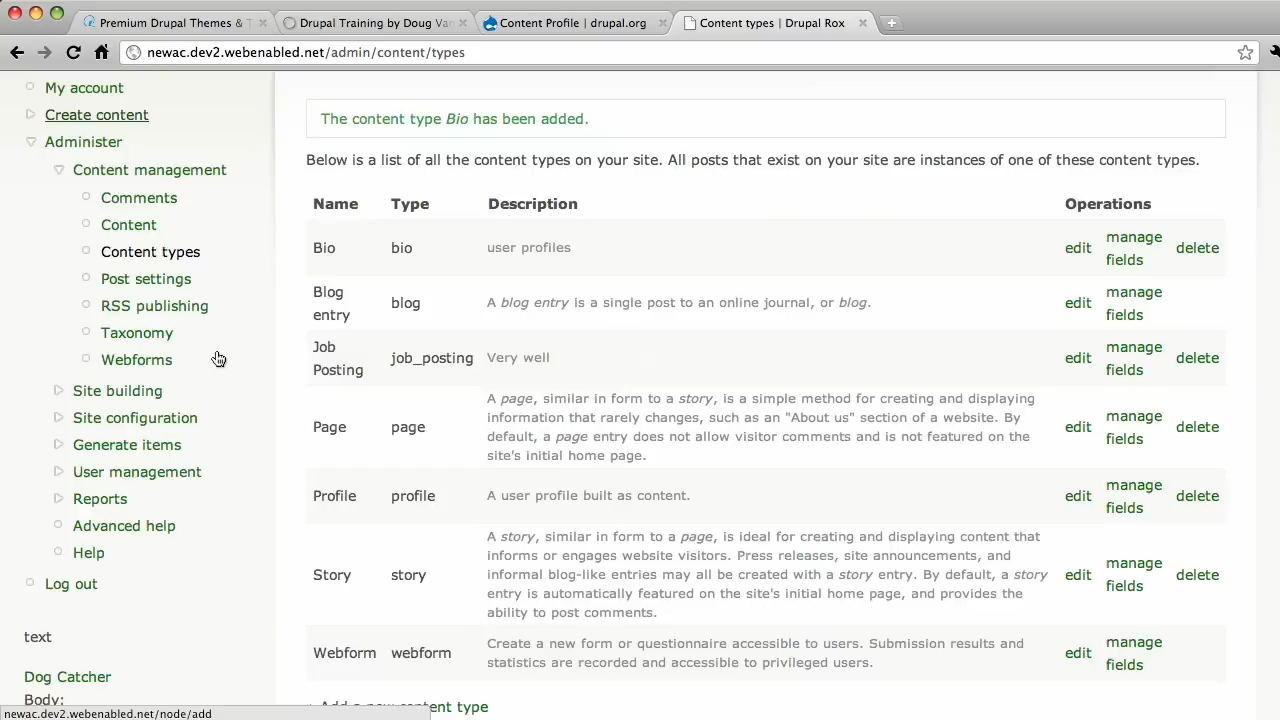 Premium Drupal Themes & T
Drupal Training by Doug Va
Content Profile | drupal.org
Content types | Drupal Rox
newac.dev2.webenabled.net/admin/content/types
My account
Create content
Administer
Content management
Comments
Content
Content types
Post settings
RSS publishing
Taxonomy
Webforms
Site building
Site configuration
Generate items
User management
Reports
Advanced help
Help
Log out
text
Dog Catcher
Body:
newac.dev2.webenabled.net/node/add
The content type Bio has been added.
Below is a list of all the content types on your site. All posts that exist on your site are instances of one of these content types.
Name Type Description Operations
Bio bio user profiles edit manage fields delete
Blog entry blog A blog entry is a single post to an online journal, or blog. edit manage fields
Job Posting job_posting Very well edit manage fields delete
A page, similar in form to a story, is a simple method for creating and displaying
information that rarely changes, such as an "About us" section of a website. By
Page page default, a page entry does not allow visitor comments and is not featured on the edit manage fields delete
site's initial home page.
Profile profile A user profile built as content. edit manage fields delete
A story, similar in form to a page, is ideal for creating and displaying content that
informs or engages website visitors. Press releases, site announcements, and
Story story informal blog-like entries may all be created with a story entry. By default, a story edit manage fields delete
entry is automatically featured on the site's initial home page, and provides the
ability to post comments.
Webform webform Create a new form or questionnaire accessible to users. Submission results and edit manage fields
statistics are recorded and accessible to privileged users.
Add a new content type